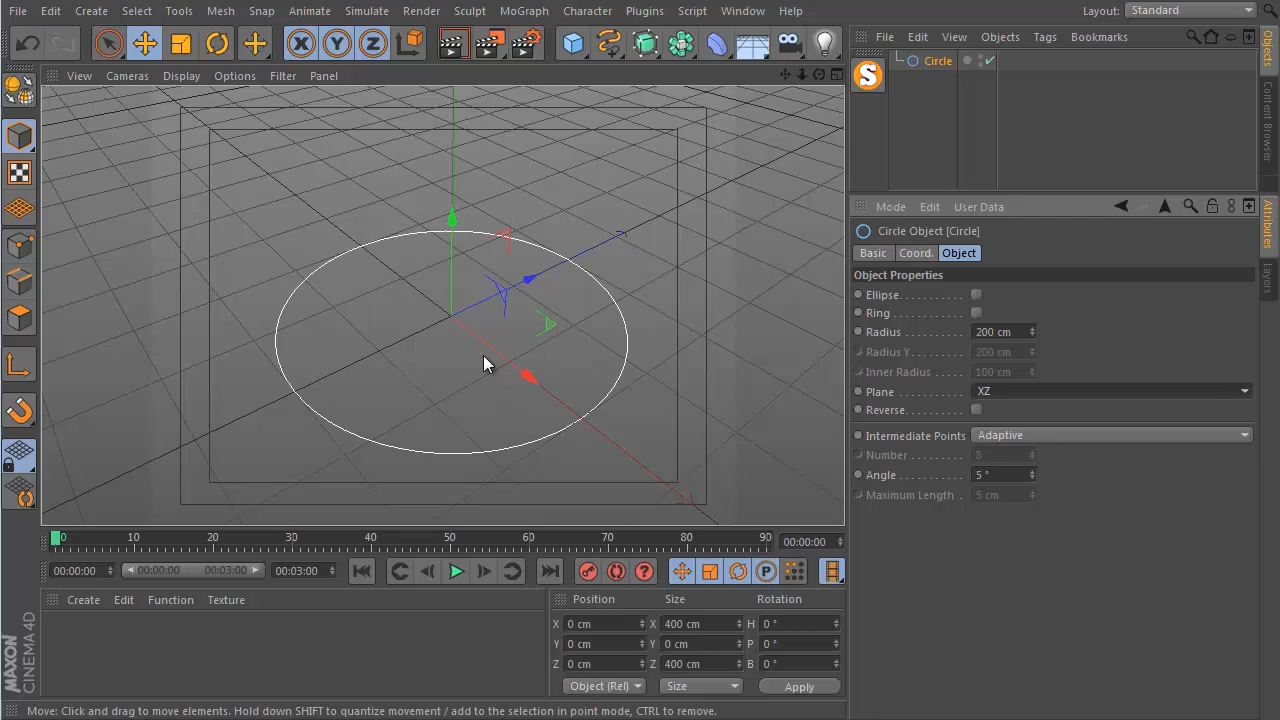 File Edit Create Select Tools Mesh Snap Animate Simulate Render Sculpt MoGraph Character Plugins Script Window Help Layout: Standard
File Edit View Objects Tags Bookmarks
X Y Z
Circle
View Cameras Display Options Filter Panel
S
Objects
Content Browser
Mode Edit User Data
Attributes
Layers
Circle Object [Circle]
Basic Coord. Object
Object Properties
Ellipse
Ring
Radius 200 cm
Radius Y 200 cm
Inner Radius 100 cm
Plane XZ
Reverse
Intermediate Points Adaptive
Number 8
Angle 5 °
Maximum Length 5 cm
0 10 20 30 40 50 60 70 80 90 00:00:00
00:00:00 00:00:00 00:03:00 00:03:00 ? P
Create Edit Function Texture
Position Size Rotation
X 0 cm X 400 cm H 0 °
Y 0 cm Y 0 cm P 0 °
Z 0 cm Z 400 cm B 0 °
Object (Rel) Size Apply
MAXON
CINEMA 4D
Move: Click and drag to move elements. Hold down SHIFT to quantize movement / add to the selection in point mode, CTRL to remove.